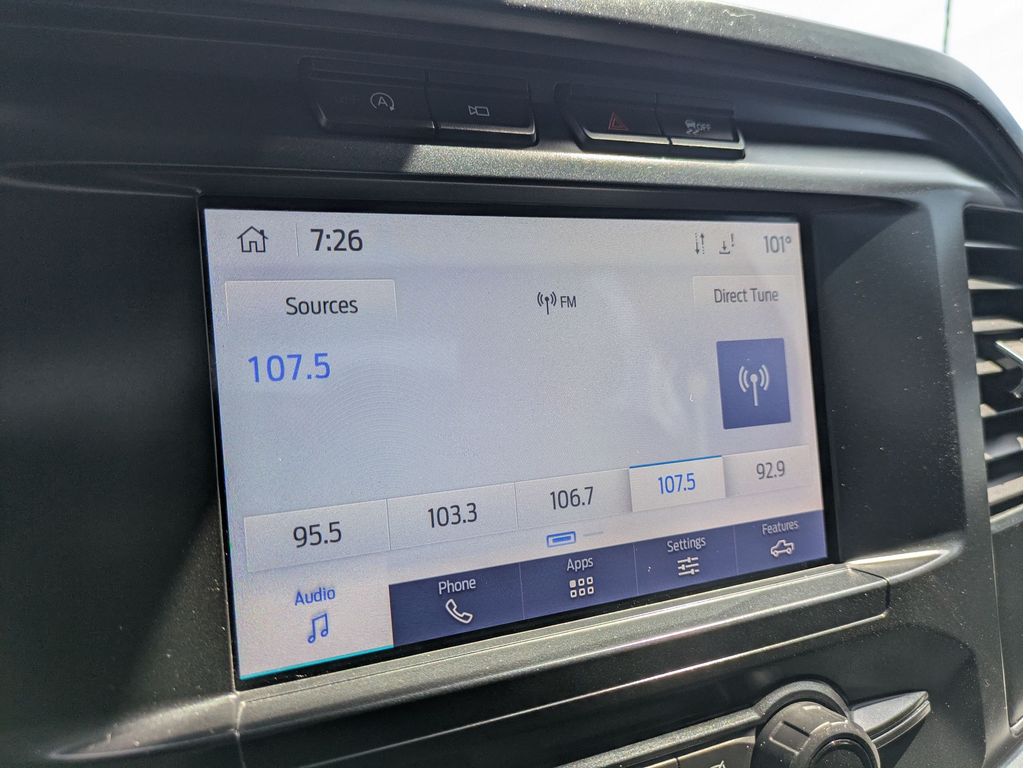 A
OFF
7:26
101°
Sources
FM
Direct Tune
107.5
95.5
103.3
106.7
107.5
92.9
Audio
Phone
Apps
Settings
Features